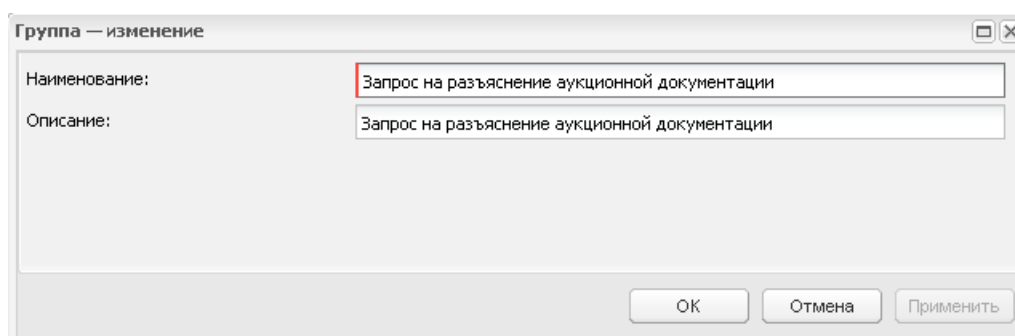 Группа — изменение
Наименование: Запрос на разъяснение аукционной документации
Описание: Запрос на разъяснение аукционной документации
ОК Отмена Применить